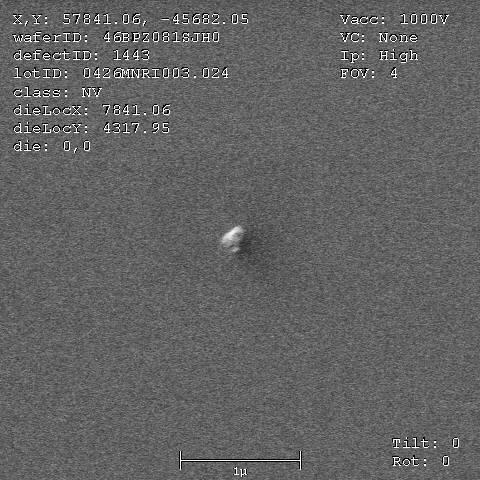 X,Y: 57841.06, -45682.05
waferID: 46BPZ081SJH0
defectID: 1443
lotID: 0426MNRI003.024
class: NV
dieLocX: 7841.06
dieLocY: 4317.95
die: 0,0
Vacc: 1000V
VC: None
Ip: High
FOV: 4
Tilt: 0
Rot: 0
1µ